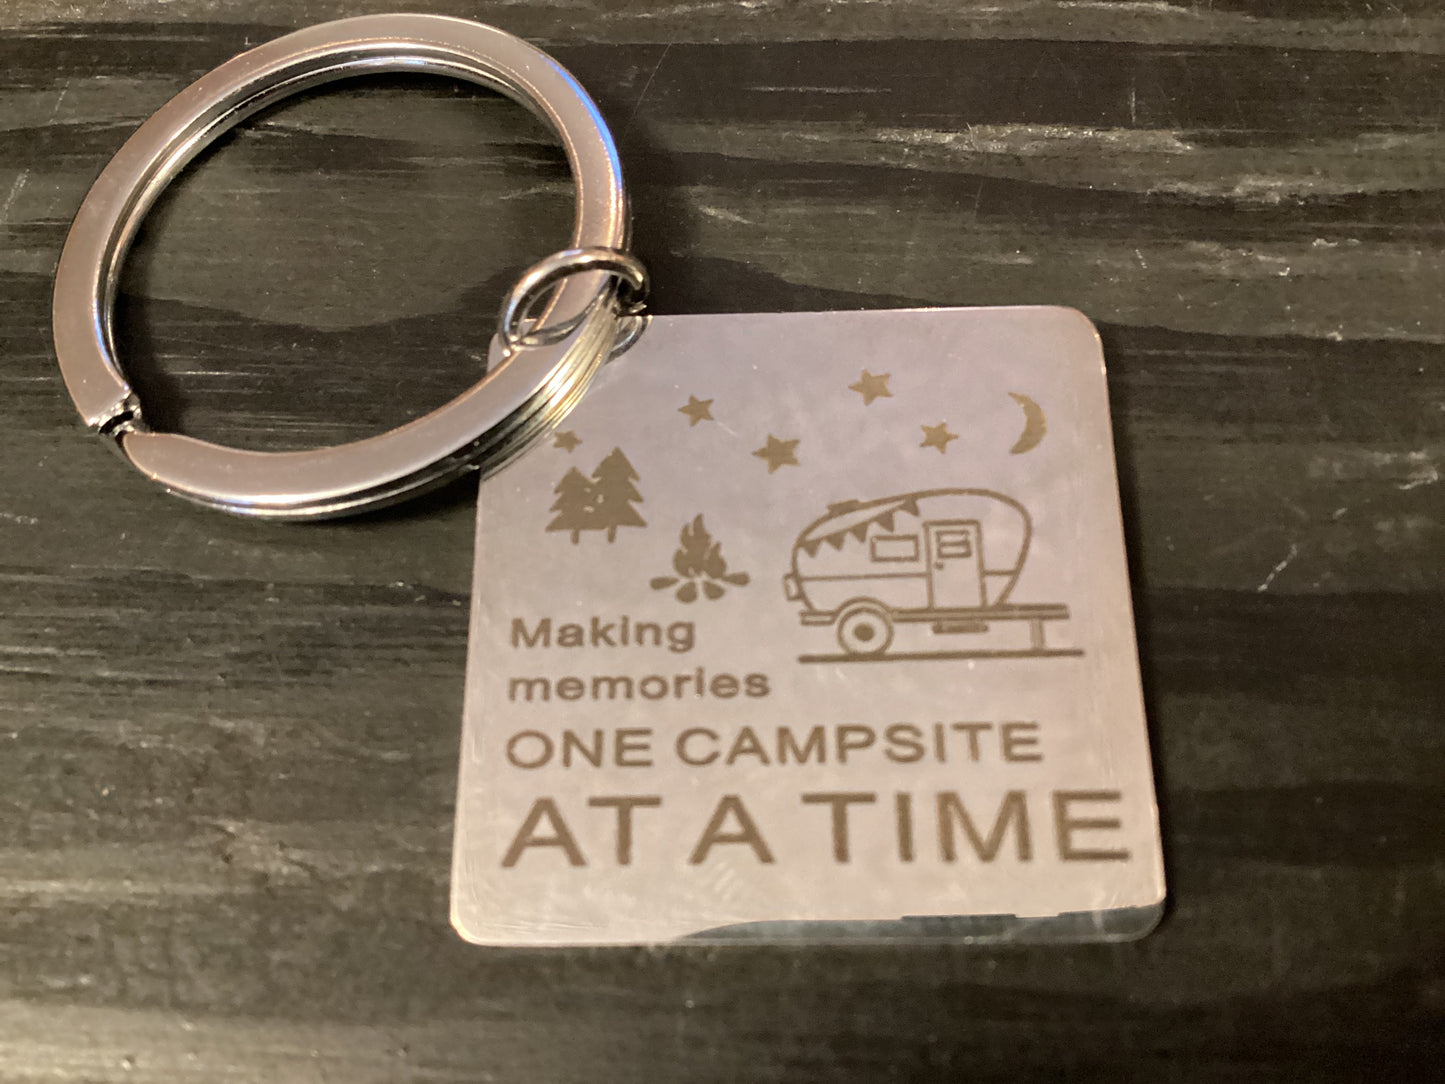 Making
memories
ONE CAMPSITE
AT A TIME